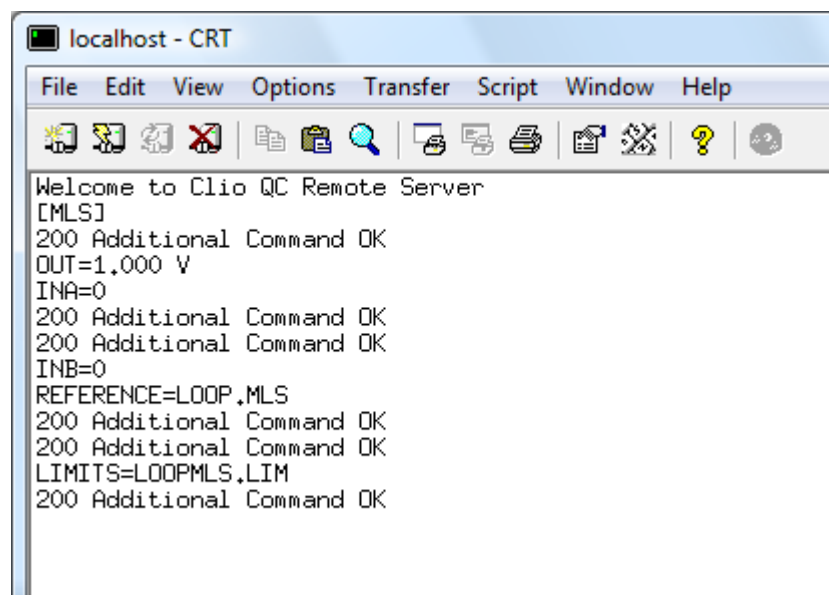 localhost - CRT
File Edit View Options Transfer Script Window Help
Welcome to Clio QC Remote Server
[MLS]
200 Additional Command OK
OUT=1.000 V
INA=0
200 Additional Command OK
200 Additional Command OK
INB=0
REFERENCE=LOOP.MLS
200 Additional Command OK
200 Additional Command OK
LIMITS=LOOPMLS.LIM
200 Additional Command OK